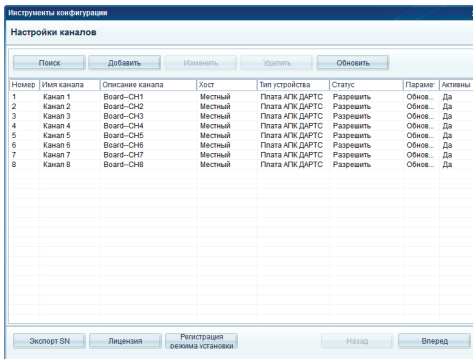 Инструменты конфигурации
Настройки каналов
Поиск Добавить Изменить Удалить Обновить
Номер Имя канала Описание канала Хост Тип устройства Статус Парамe Активны
1 Канал 1 Board--CH1 Местный Плата АПК ДАРТС Разрешить Обнов... Да
2 Канал 2 Board--CH2 Местный Плата АПК ДАРТС Разрешить Обнов... Да
3 Канал 3 Board--CH3 Местный Плата АПК ДАРТС Разрешить Обнов... Да
4 Канал 4 Board--CH4 Местный Плата АПК ДАРТС Разрешить Обнов... Да
5 Канал 5 Board--CH5 Местный Плата АПК ДАРТС Разрешить Обнов... Да
6 Канал 6 Board--CH6 Местный Плата АПК ДАРТС Разрешить Обнов... Да
7 Канал 7 Board--CH7 Местный Плата АПК ДАРТС Разрешить Обнов... Да
8 Канал 8 Board--CH8 Местный Плата АПК ДАРТС Разрешить Обнов... Да
Экспорт SN Лицензия Регистрация режима установки Назад Вперед